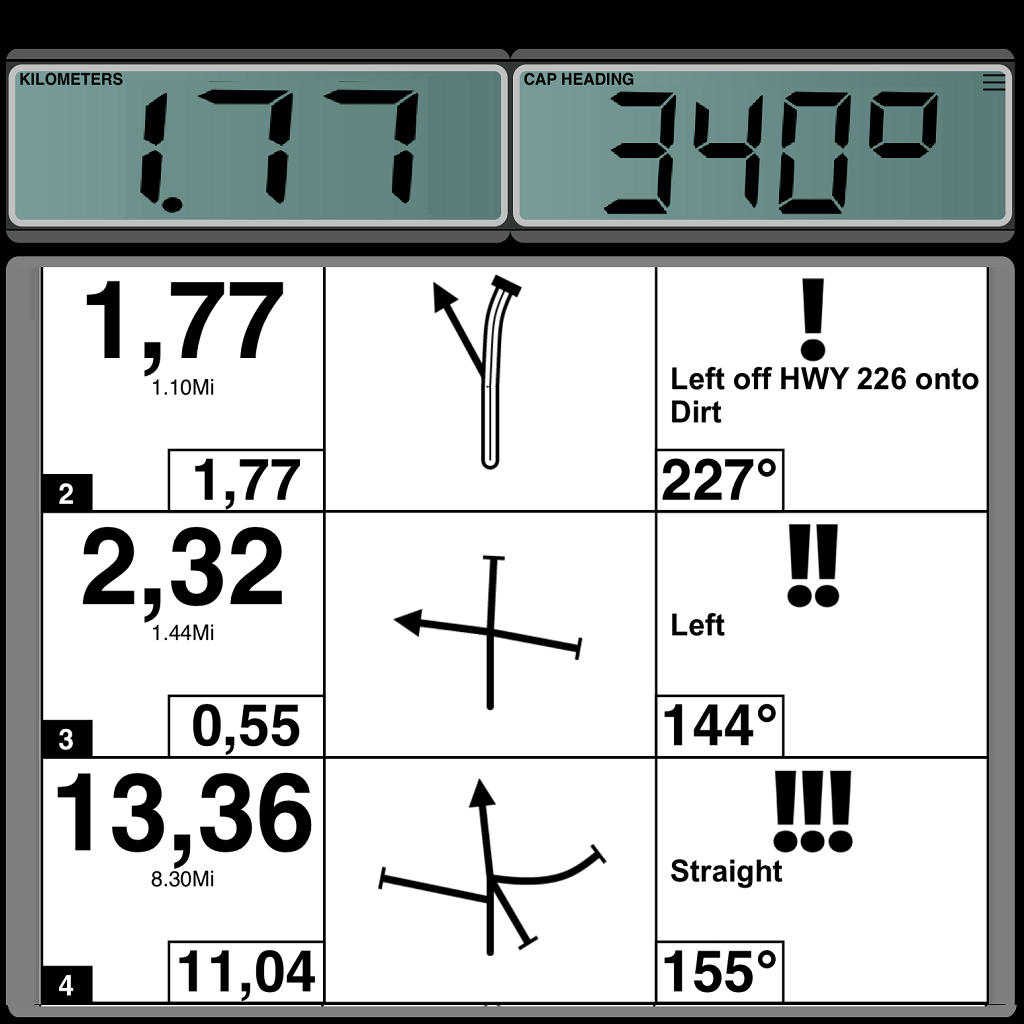 KILOMETERS
1.77
CAP HEADING
340°
1,77
1.10Mi
2
1,77
!
Left off HWY 226 onto
Dirt
227°
2,32
1.44Mi
3
0,55
!!
Left
144°
13,36
8.30Mi
4
11,04
!!!
Straight
155°